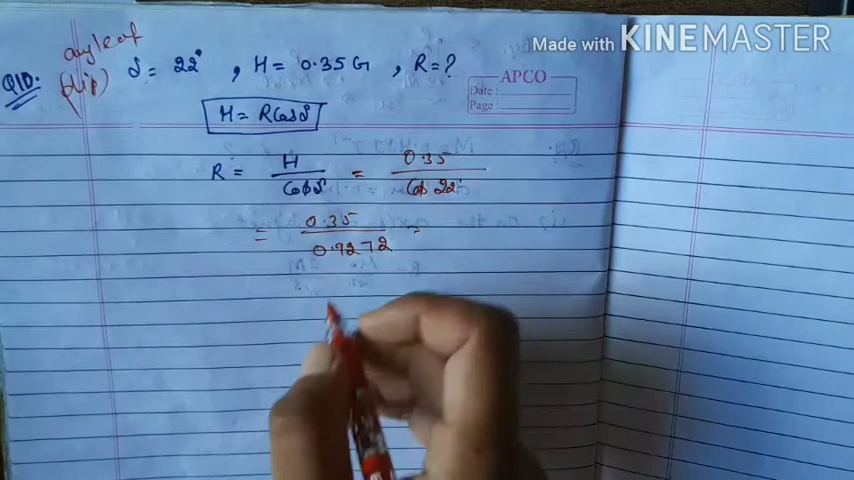 Made with KINEMASTER
angle of
(dip)
Q10. δ = 22° , H = 0.35 G , R = ?
APCO
Date :
Page :
H = R Cos δ
R = H / Cos δ = 0.35 / Cos 22°
= 0.35 / 0.9272 =